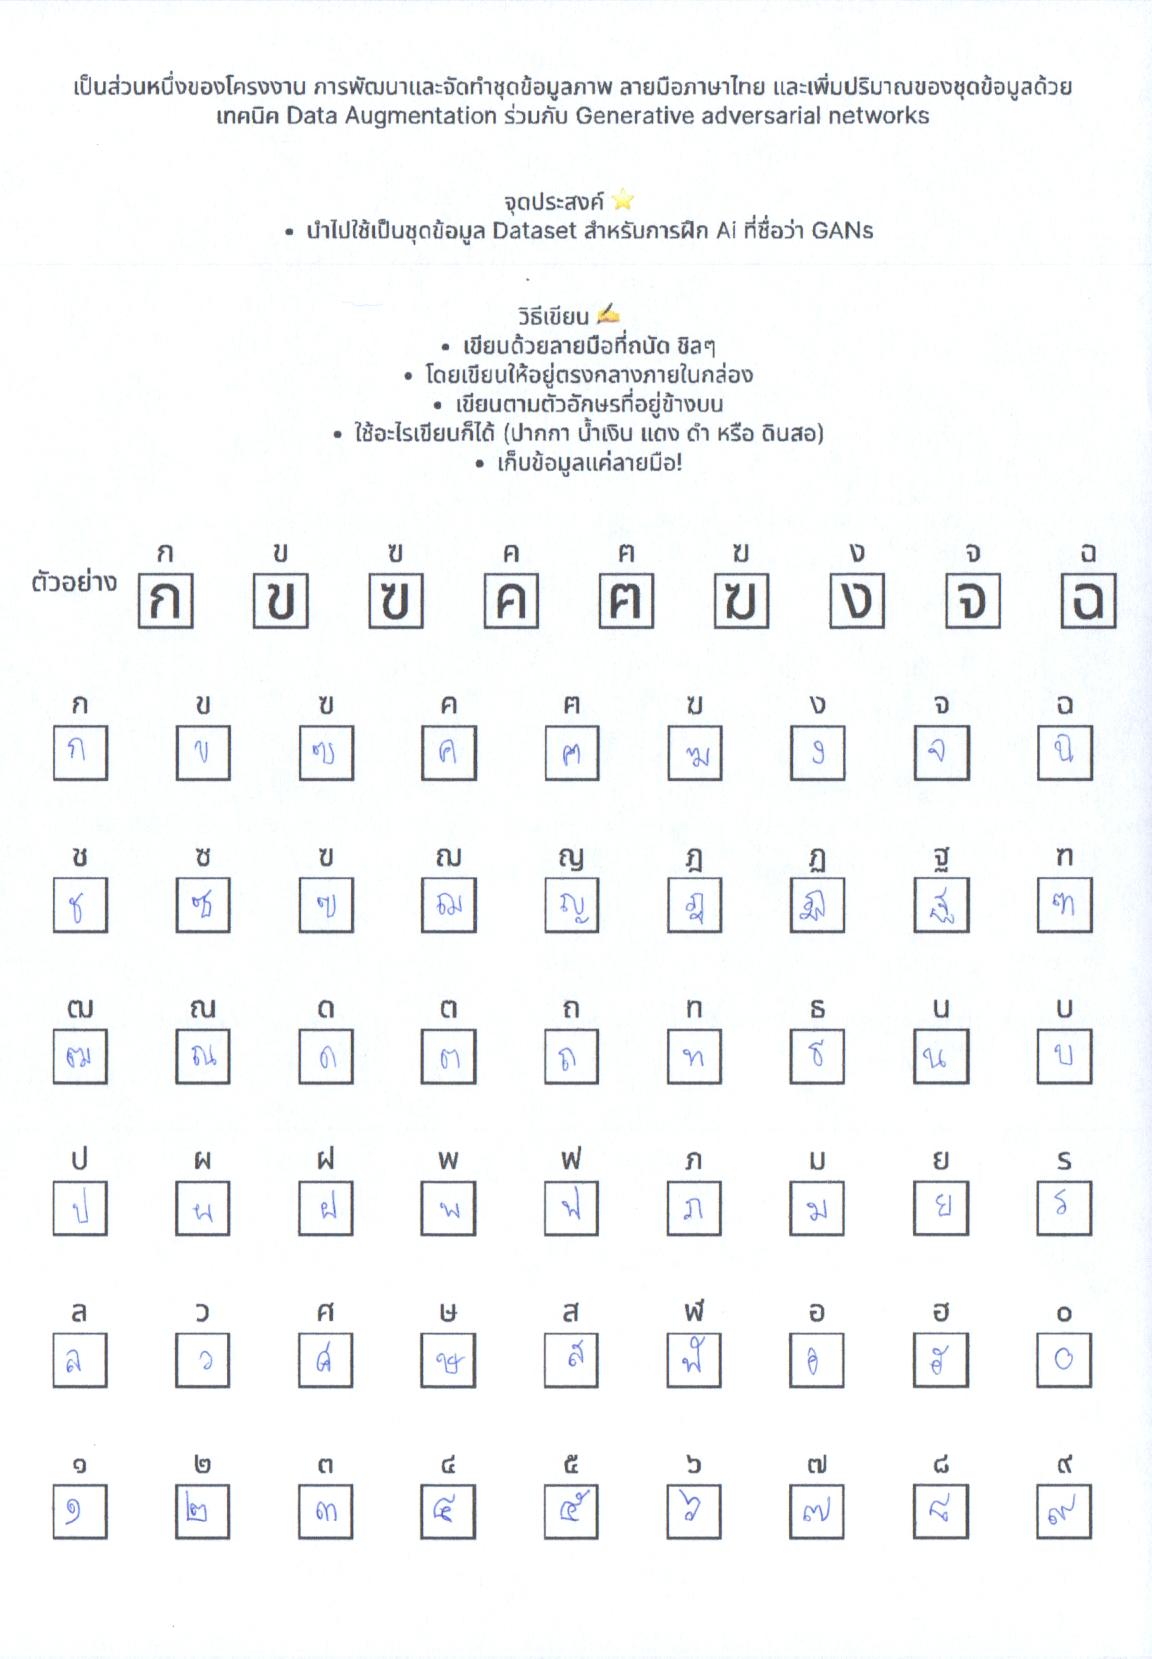 เป็นส่วนหนึ่งของโครงงาน การพัฒนาและจัดทำชุดข้อมูลภาพ ลายมือภาษาไทย และเพิ่มปริมาณของชุดข้อมูลด้วย
เทคนิค Data Augmentation ร่วมกับ Generative adversarial networks
จุดประสงค์ ⭐
• นำไปใช้เป็นชุดข้อมูล Dataset สำหรับการฝึก Ai ที่ชื่อว่า GANs
วิธีเขียน ✍️
• เขียนด้วยลายมือที่ถนัด ชิลๆ
• โดยเขียนให้อยู่ตรงกลางภายในกล่อง
• เขียนตามตัวอักษรที่อยู่ข้างบน
• ใช้อะไรเขียนก็ได้ (ปากกา น้ำเงิน แดง ดำ หรือ ดินสอ)
• เก็บข้อมูลแค่ลายมือ!
ก ข ฃ ค ฅ ฆ ง จ ฉ
ตัวอย่าง ก ข ฃ ค ฅ ฆ ง จ ฉ
ก ข ฃ ค ฅ ฆ ง จ ฉ
ก ข ฃ ค ฅ ฆ ง จ ฉ
ช ซ ฃ ฌ ญ ฎ ฏ ฐ ฑ
ช ซ ฃ ฌ ญ ฎ ฏ ฐ ฑ
ฒ ณ ด ต ถ ท ธ น บ
ฒ ณ ด ต ถ ท ธ น บ
ป ผ ฝ พ ฟ ภ ม ย ร
ป ผ ฝ พ ฟ ภ ม ย ร
ล ว ศ ษ ส ฬ อ ฮ ๐
ล ว ศ ษ ส ฬ อ ฮ ๐
๑ ๒ ๓ ๔ ๕ ๖ ๗ ๘ ๙
๑ ๒ ๓ ๔ ๕ ๖ ๗ ๘ ๙